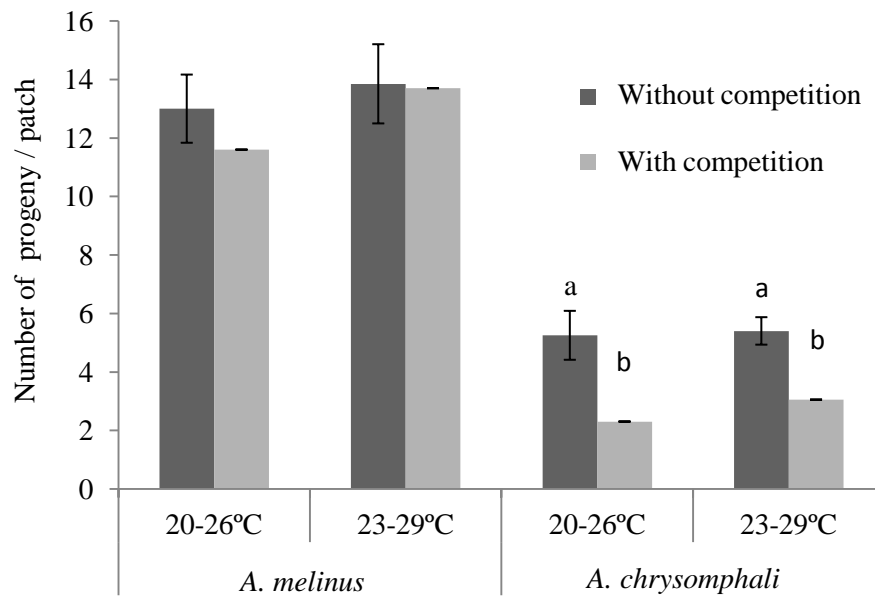 Number of progeny / patch
16
14
12
10
8
6
4
2
0
Without competition
With competition
a
b
a
b
20-26ºC
23-29ºC
20-26ºC
23-29ºC
A. melinus
A. chrysomphali